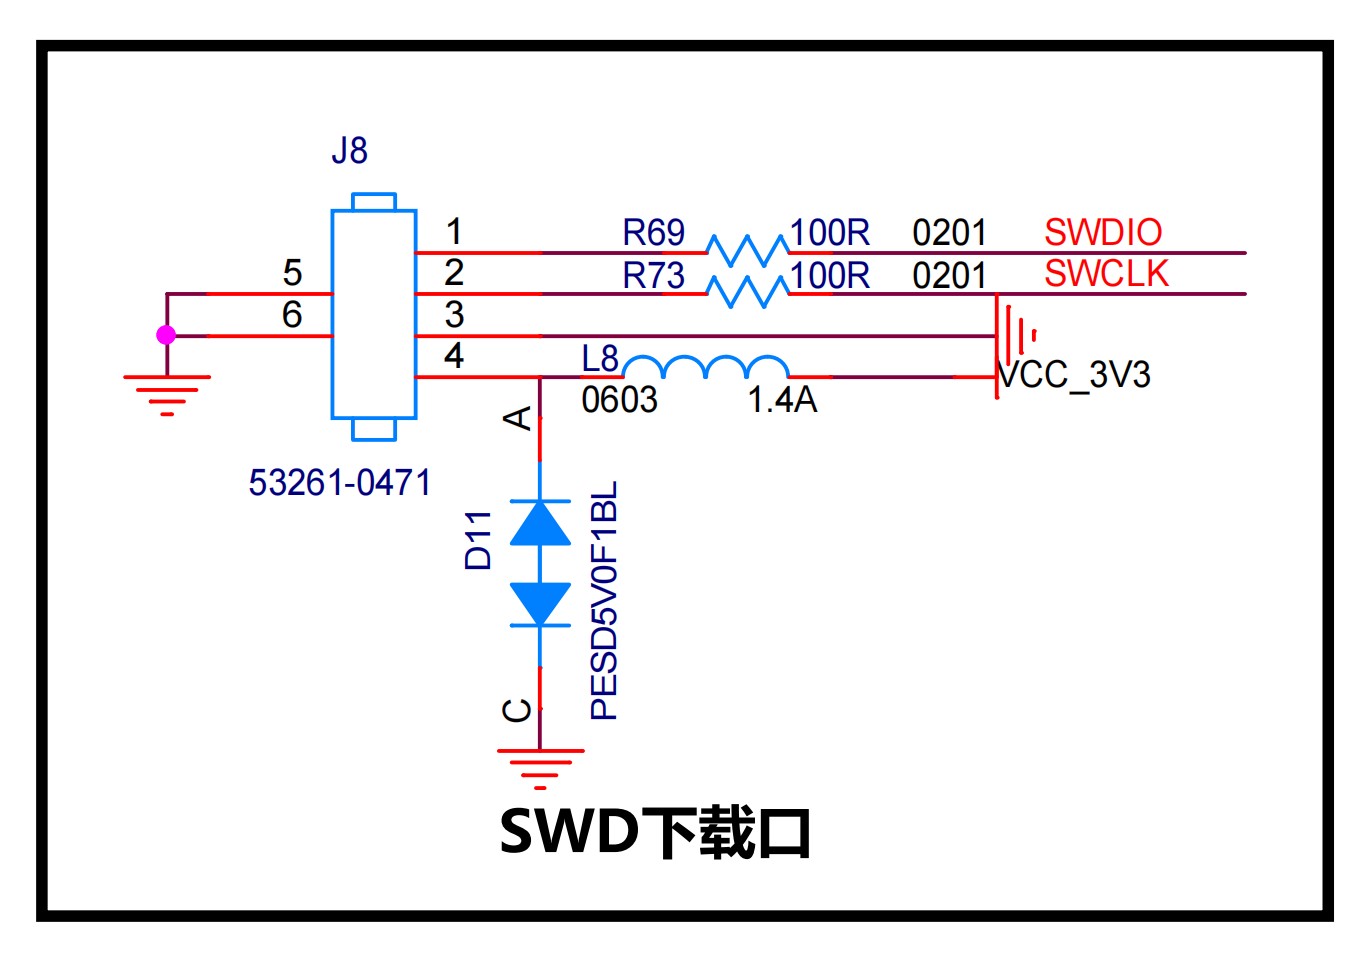 J8
1
R69
100R
0201
SWDIO
5
2
R73
100R
0201
SWCLK
6
3
4
L8
VCC_3V3
0603
1.4A
A
53261-0471
D11
PESD5V0F1BL
C
SWD下载口